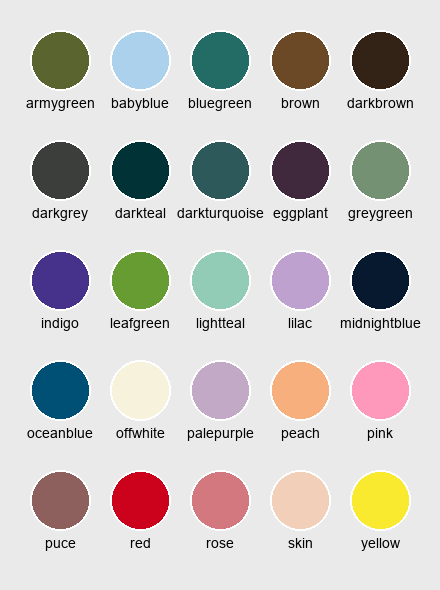 armygreen babyblue bluegreen brown darkbrown
darkgrey darkteal darkturquoise eggplant greygreen
indigo leafgreen lightteal lilac midnightblue
oceanblue offwhite palepurple peach pink
puce red rose skin yellow